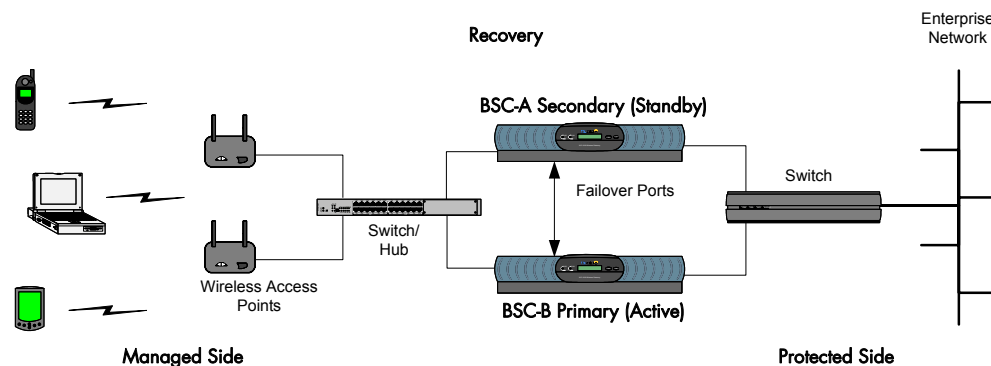 Enterprise
Network
Recovery
BSC-A Secondary (Standby)
Failover Ports
Switch
Switch/
Hub
Wireless Access
Points
BSC-B Primary (Active)
Managed Side
Protected Side